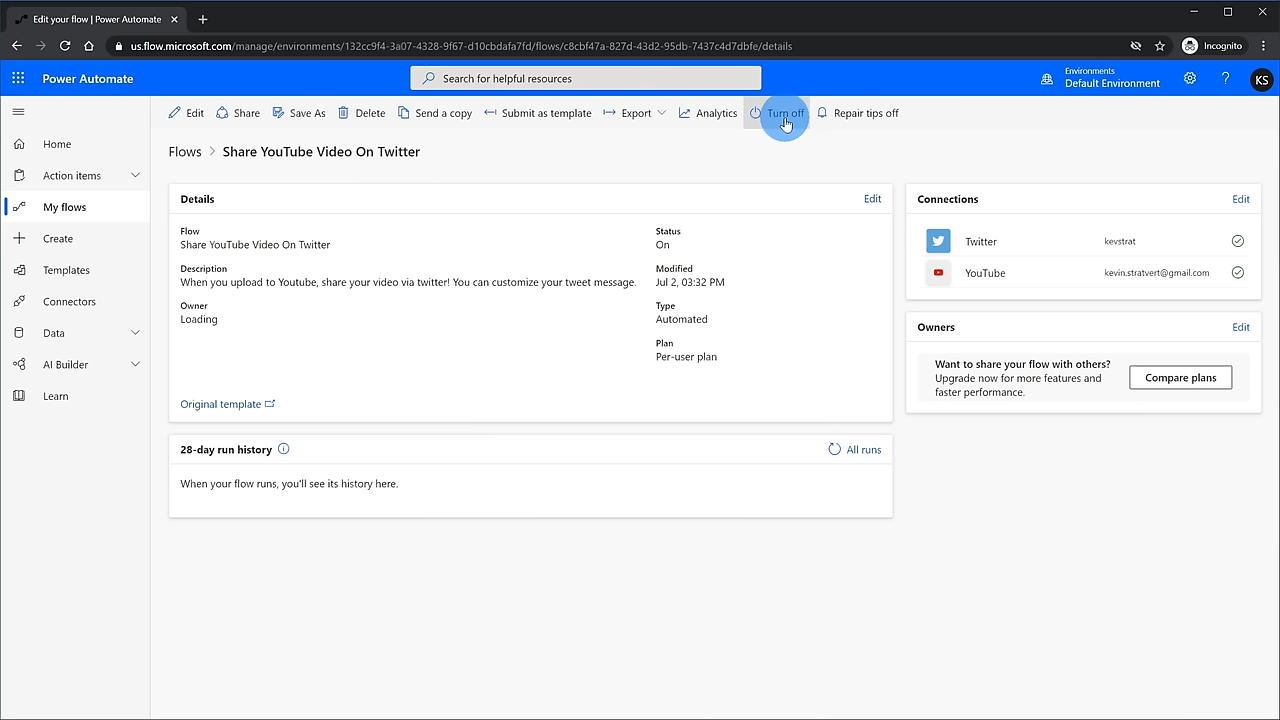 Edit your flow | Power Automate
us.flow.microsoft.com/manage/environments/132cc9f4-3a07-4328-9f67-d10cbdafa7fd/flows/c8cbf47a-827d-43d2-95db-7437c4d7dbfe/details
Incognito
Power Automate
Search for helpful resources
Environments
Default Environment
?
KS
Edit
Share
Save As
Delete
Send a copy
Submit as template
Export
Analytics
Turn off
Repair tips off
Home
Action items
My flows
Create
Templates
Connectors
Data
AI Builder
Learn
Flows > Share YouTube Video On Twitter
Details
Edit
Flow
Share YouTube Video On Twitter
Description
When you upload to Youtube, share your video via twitter! You can customize your tweet message.
Owner
Loading
Status
On
Modified
Jul 2, 03:32 PM
Type
Automated
Plan
Per-user plan
Original template
28-day run history
All runs
When your flow runs, you'll see its history here.
Connections
Edit
Twitter kevstrat
YouTube kevin.stratvert@gmail.com
Owners
Edit
Want to share your flow with others?
Upgrade now for more features and
faster performance.
Compare plans